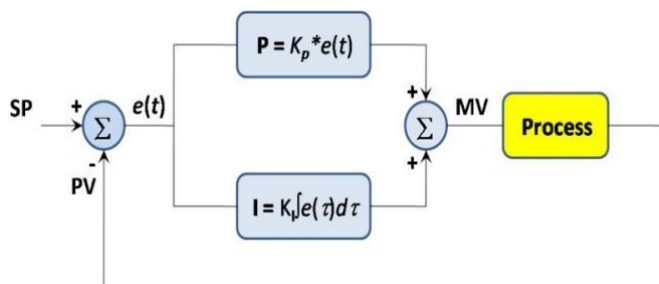 P = Kp*e(t)
SP
+
Σ
e(t)
-
PV
+
Σ
+
MV
Process
I = KI∫e(τ)dτ